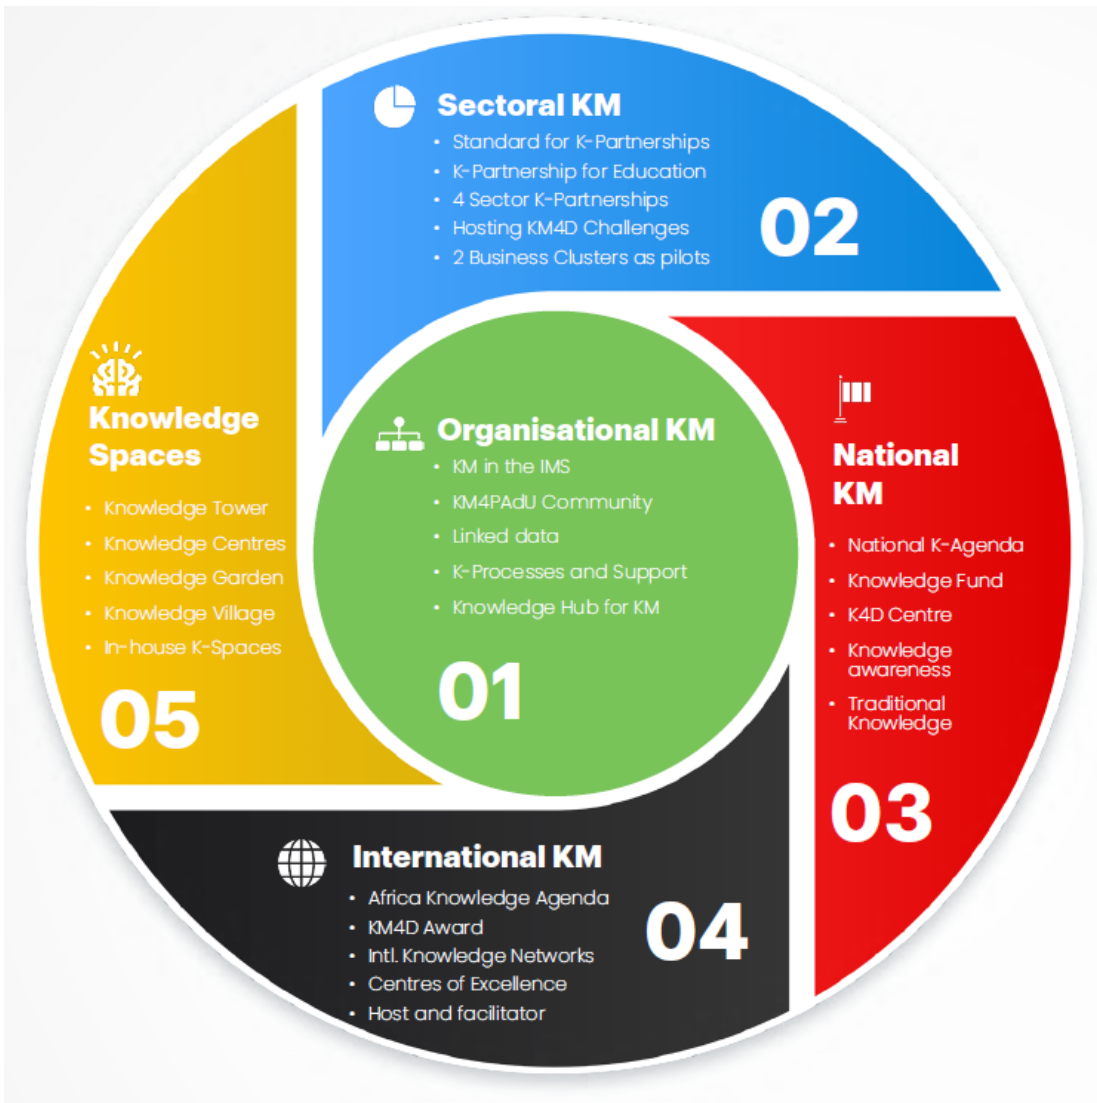 Sectoral KM
• Standard for K-Partnerships
• K-Partnership for Education
• 4 Sector K-Partnerships
• Hosting KM4D Challenges
• 2 Business Clusters as pilots
02
Organisational KM
• KM in the IMS
• KM4PAdU Community
• Linked data
• K-Processes and Support
• Knowledge Hub for KM
01
National
KM
• National K-Agenda
• Knowledge Fund
• K4D Centre
• Knowledge
awareness
• Traditional
Knowledge
03
International KM
• Africa Knowledge Agenda
• KM4D Award
• Intl. Knowledge Networks
• Centres of Excellence
• Host and facilitator
04
Knowledge
Spaces
• Knowledge Tower
• Knowledge Centres
• Knowledge Garden
• Knowledge Village
• In-house K-Spaces
05